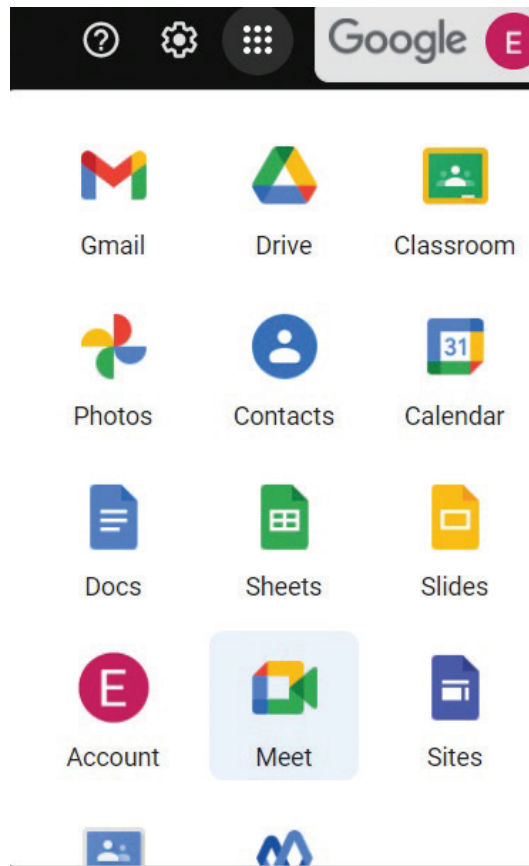 Google E
Gmail Drive Classroom
31
Photos Contacts Calendar
Docs Sheets Slides
E
Account Meet Sites